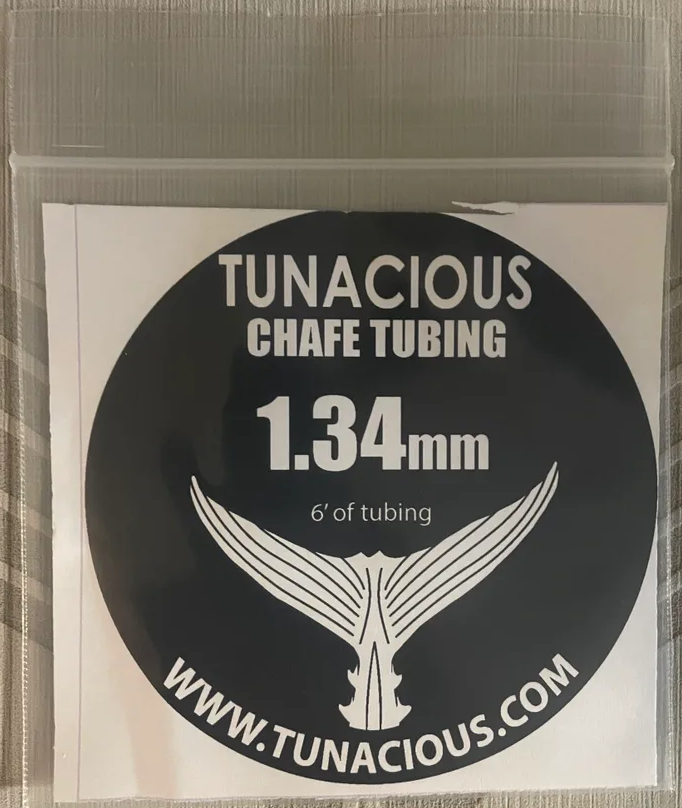 TUNACIOUS
CHAFE TUBING
1.34mm
6' of tubing
WWW.TUNACIOUS.COM